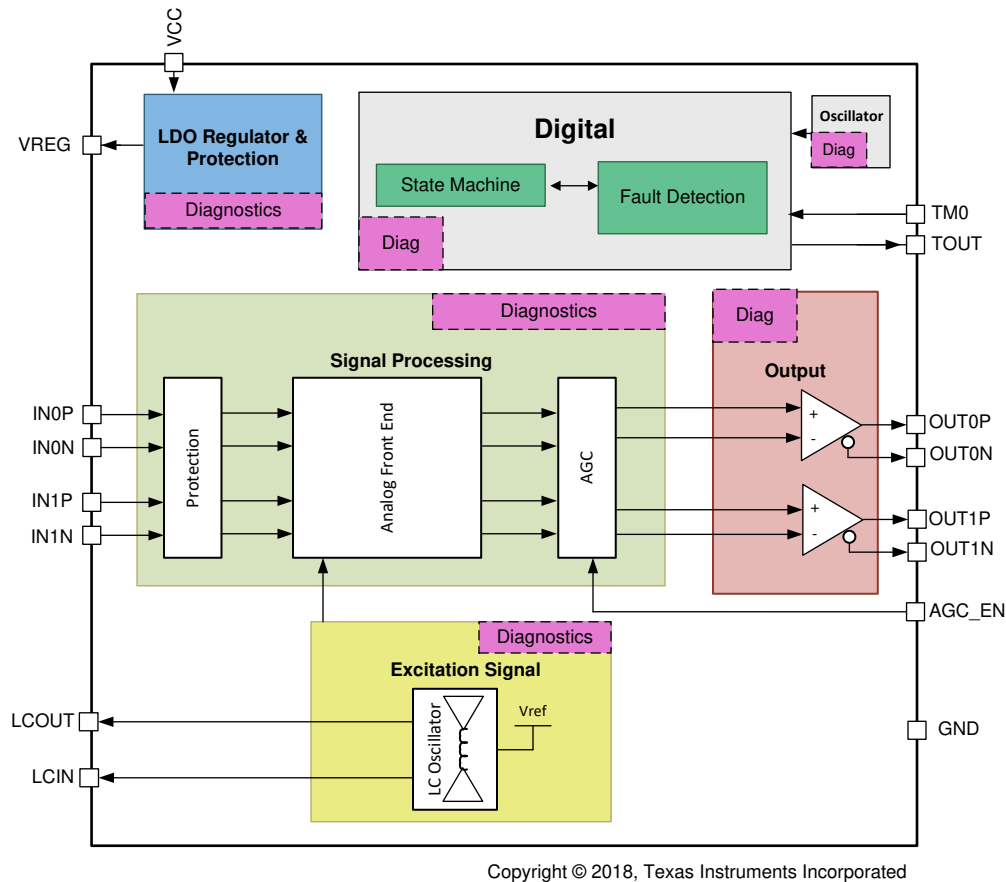 VCC
VREG
LDO Regulator &
Protection
Diagnostics
Digital
State Machine
Fault Detection
Diag
Oscillator
Diag
TM0
TOUT
Diagnostics
Signal Processing
Diag
Output
IN0P
IN0N
IN1P
IN1N
Protection
Analog Front End
AGC
+
-
+
-
OUT0P
OUT0N
OUT1P
OUT1N
AGC_EN
Diagnostics
Excitation Signal
LC Oscillator
Vref
LCOUT
LCIN
GND
Copyright © 2018, Texas Instruments Incorporated